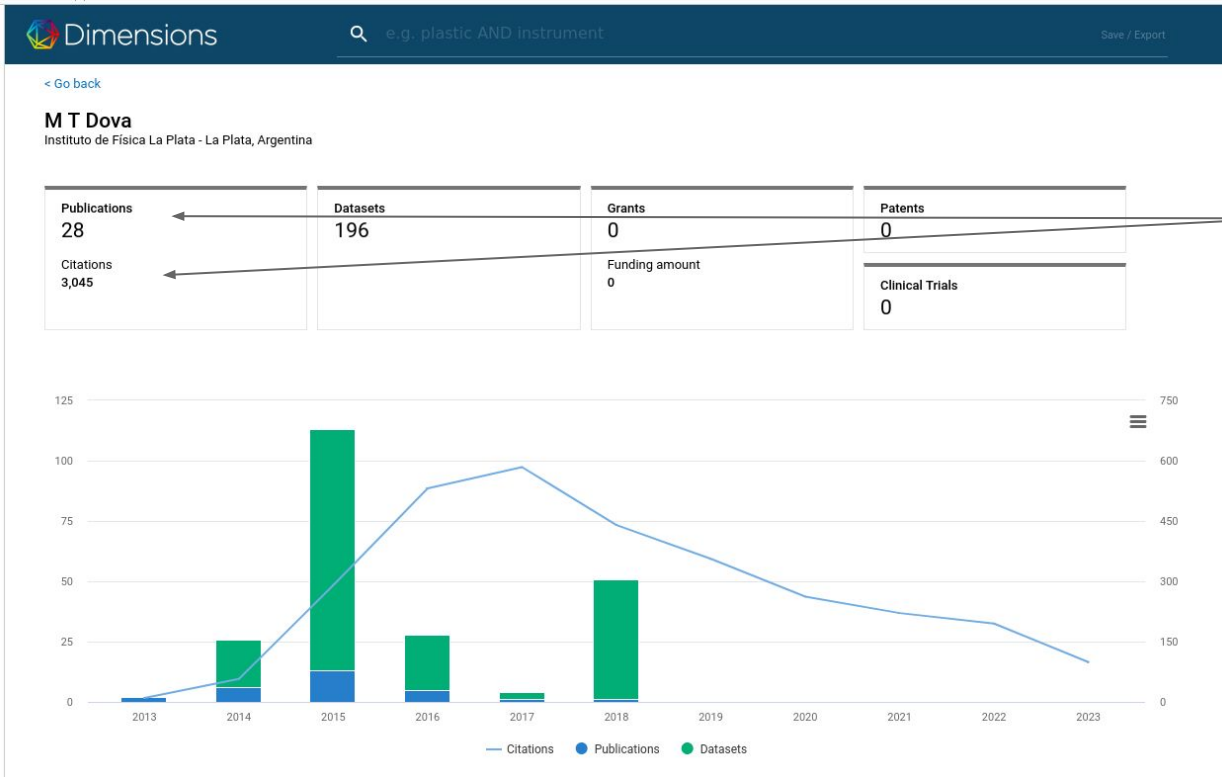 Dimensions
e.g. plastic AND instrument
Save / Export
< Go back
M T Dova
Instituto de Física La Plata - La Plata, Argentina
Publications
28
Citations
3,045
Datasets
196
Grants
0
Funding amount
0
Patents
0
Clinical Trials
0
125
100
75
50
25
0
750
600
450
300
150
0
2013 2014 2015 2016 2017 2018 2019 2020 2021 2022 2023
Citations Publications Datasets